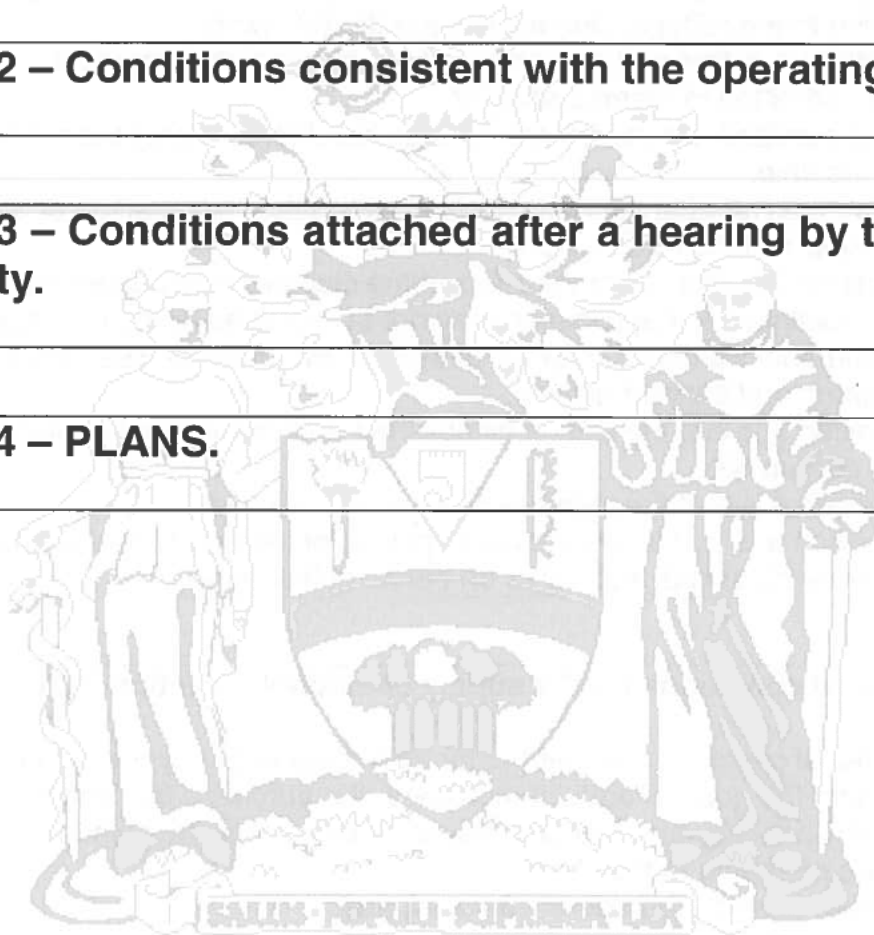 2 – Conditions consistent with the operating
3 – Conditions attached after a hearing by t
ty.
4 – PLANS.
SALUS · POPULI · SUPREMA · LEX